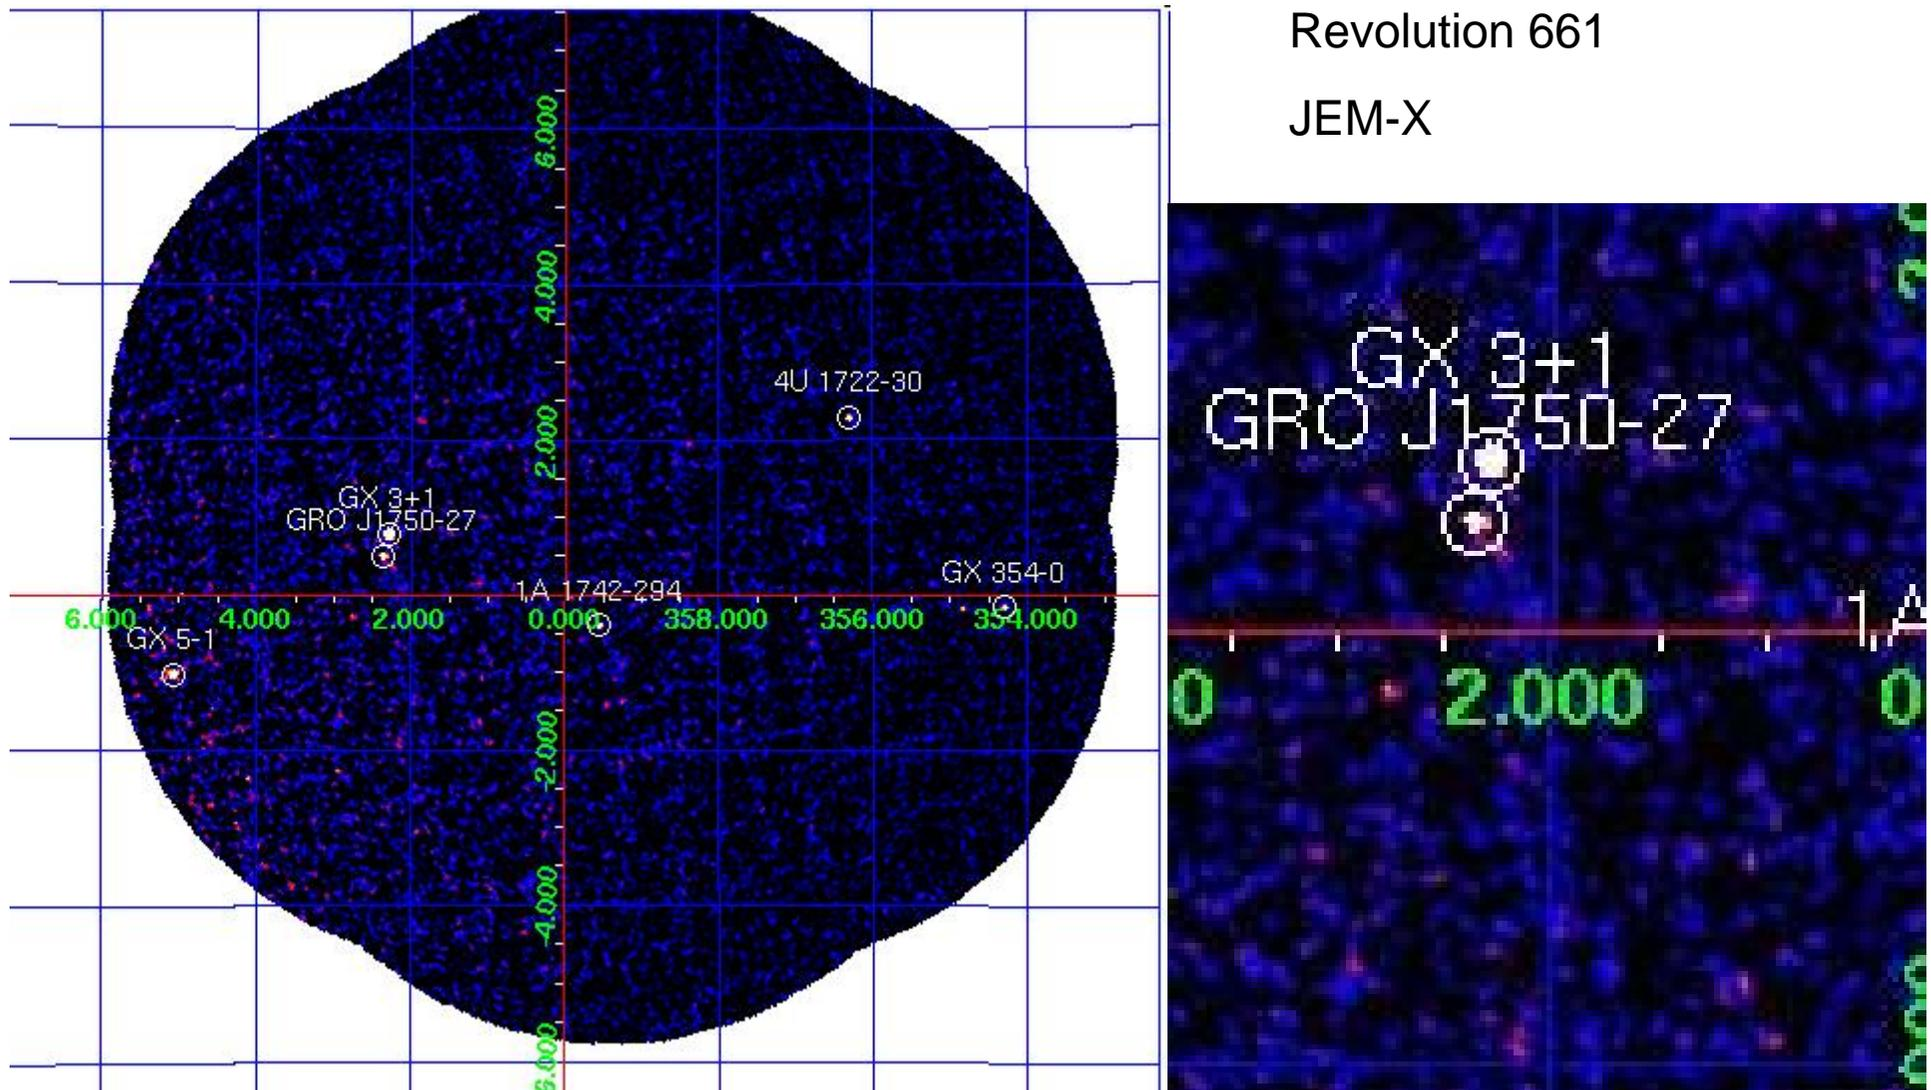 Revolution 661
JEM-X
6.000
4.000
4U 1722-30
2.000
GX 3+1
GRO J1750-27
GX 354-0
1A 1742-294
6.000 4.000 2.000 0.000 358.000 356.000 354.000
GX 5-1
-2.000
-4.000
6.000
GX 3+1
GRO J1750-27
1A
0 2.000 0